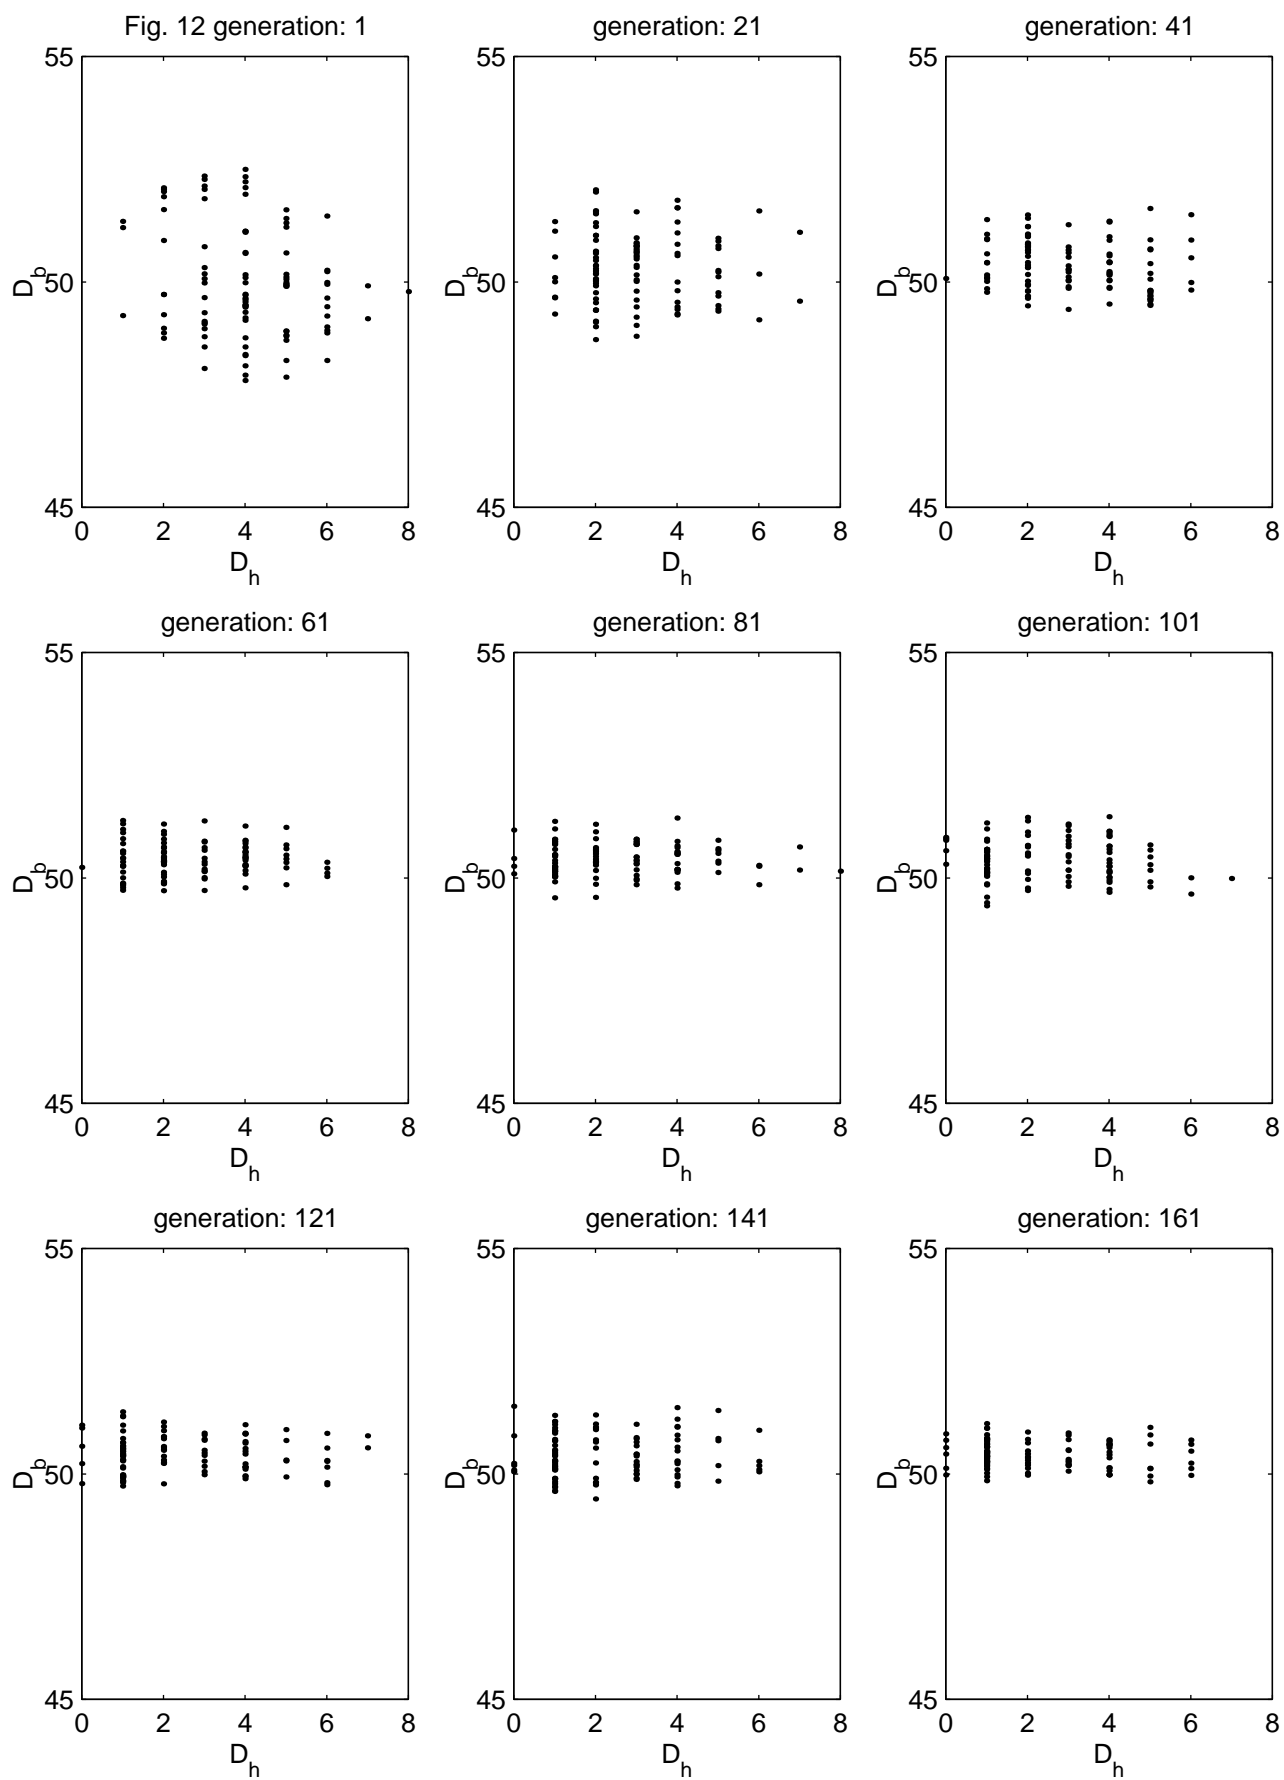 Fig. 12 generation: 1
55
50
45
D_b
0 2 4 6 8
D_h
generation: 21
55
50
45
D_b
0 2 4 6 8
D_h
generation: 41
55
50
45
D_b
0 2 4 6 8
D_h
generation: 61
55
50
45
D_b
0 2 4 6 8
D_h
generation: 81
55
50
45
D_b
0 2 4 6 8
D_h
generation: 101
55
50
45
D_b
0 2 4 6 8
D_h
generation: 121
55
50
45
D_b
0 2 4 6 8
D_h
generation: 141
55
50
45
D_b
0 2 4 6 8
D_h
generation: 161
55
50
45
D_b
0 2 4 6 8
D_h